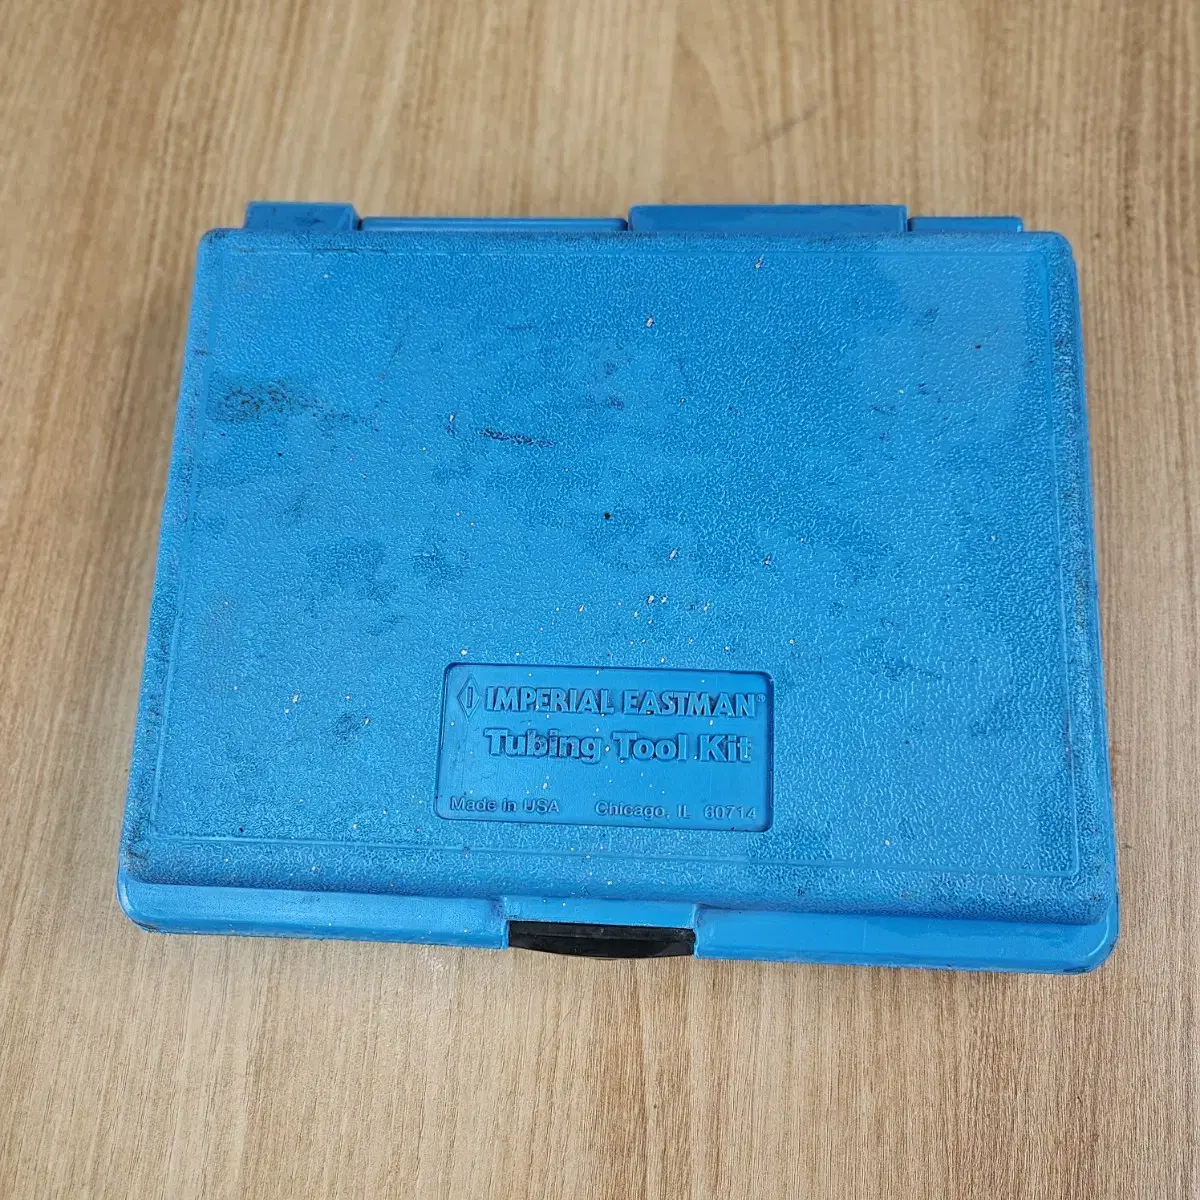 IMPERIAL EASTMAN®
Tubing Tool Kit
Made in USA Chicago, IL 60714